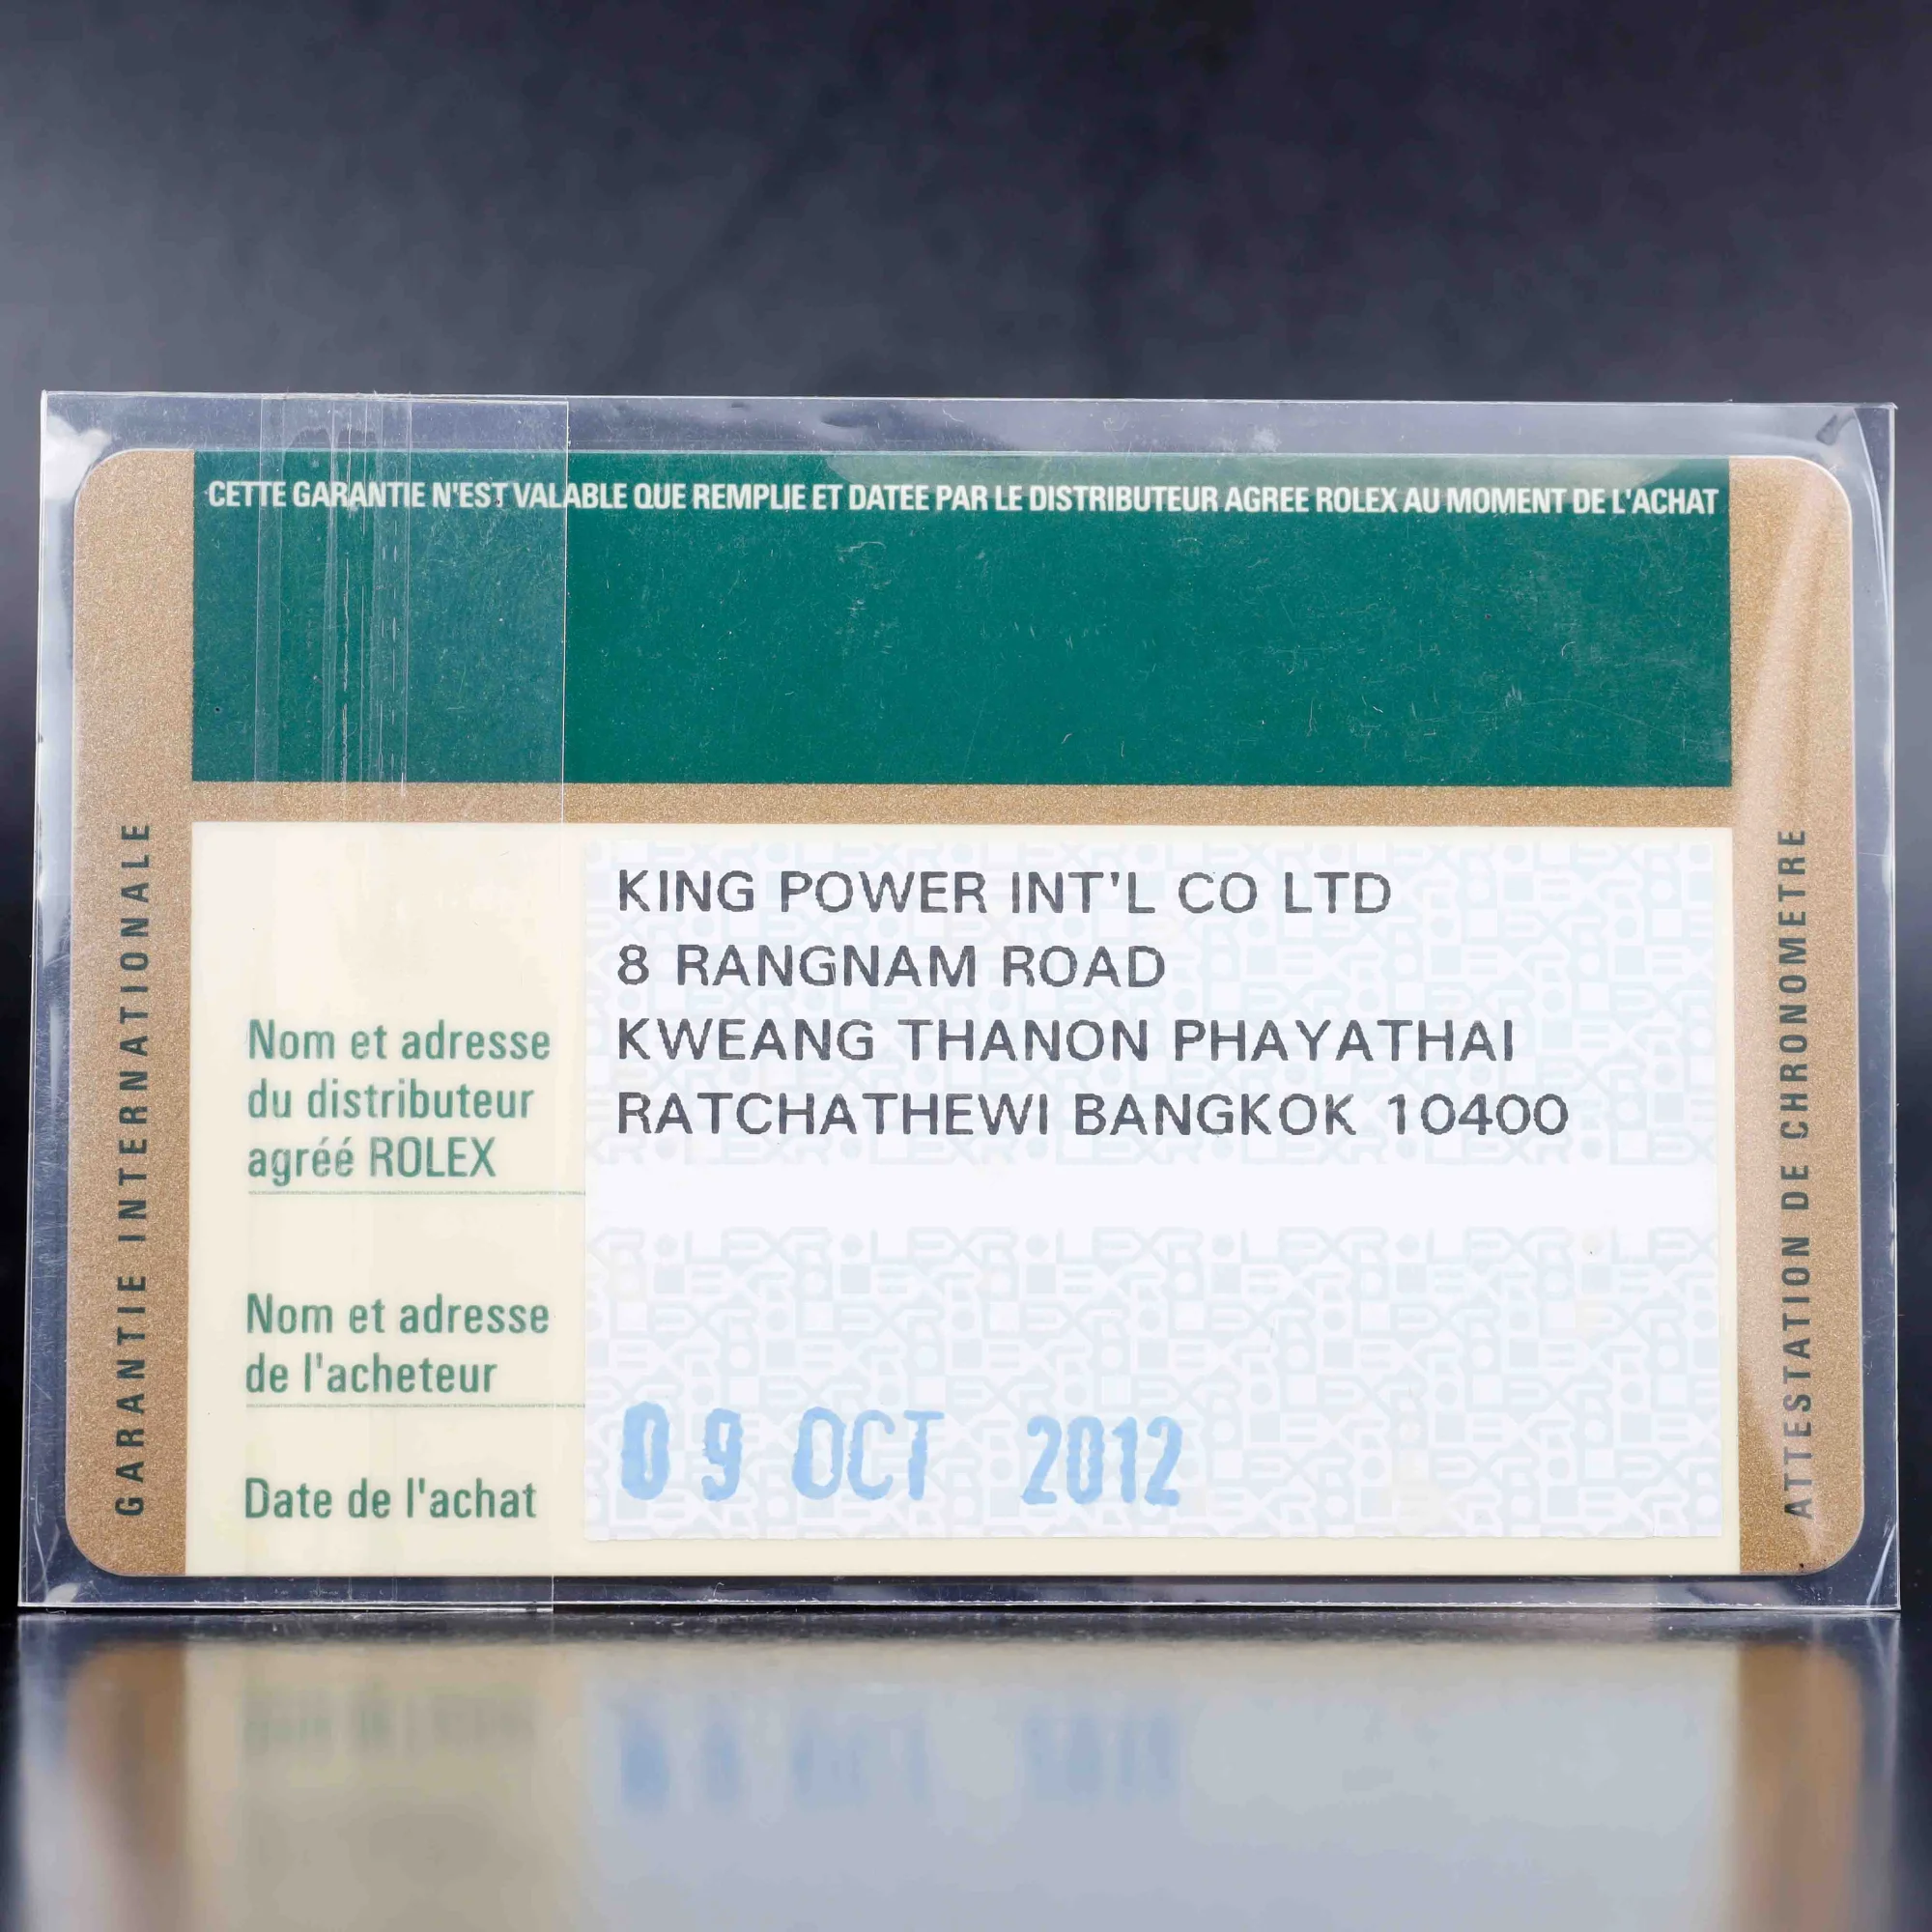 CETTE GARANTIE N'EST VALABLE QUE REMPLIE ET DATEE PAR LE DISTRIBUTEUR AGREE ROLEX AU MOMENT DE L'ACHAT
GARANTIE INTERNATIONALE
KING POWER INT'L CO LTD
8 RANGNAM ROAD
KWEANG THANON PHAYATHAI
RATCHATHEWI BANGKOK 10400
Nom et adresse
du distributeur
agréé ROLEX
Nom et adresse
de l'acheteur
Date de l'achat
09 OCT 2012
ATTESTATION DE CHRONOMETRE